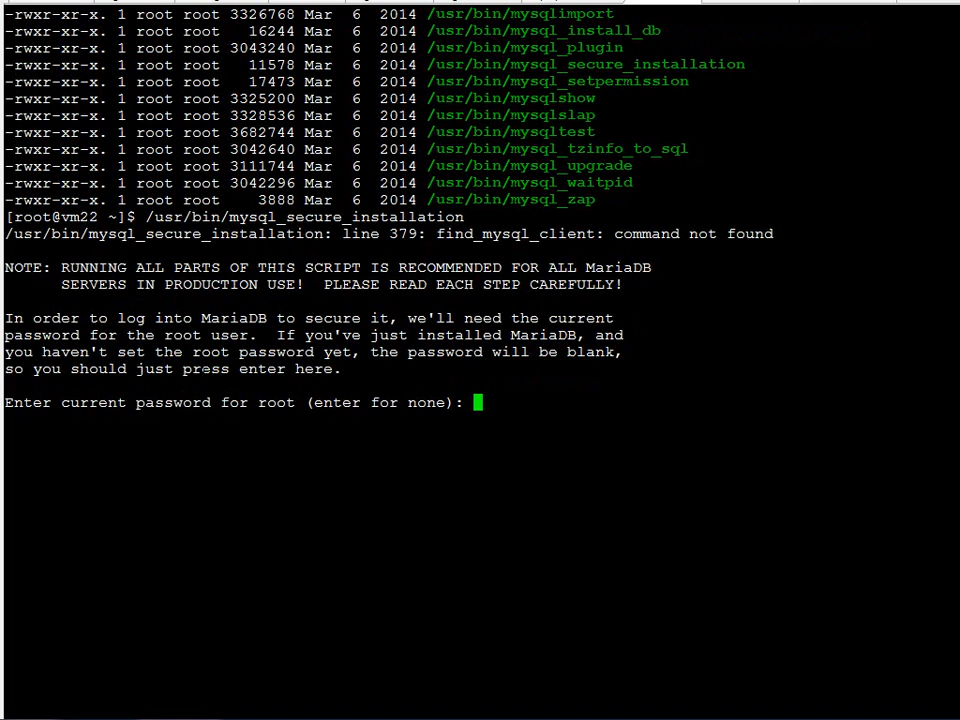 -rwxr-xr-x. 1 root root 3326768 Mar  6  2014 /usr/bin/mysqlimport
-rwxr-xr-x. 1 root root   16244 Mar  6  2014 /usr/bin/mysql_install_db
-rwxr-xr-x. 1 root root 3043240 Mar  6  2014 /usr/bin/mysql_plugin
-rwxr-xr-x. 1 root root   11578 Mar  6  2014 /usr/bin/mysql_secure_installation
-rwxr-xr-x. 1 root root   17473 Mar  6  2014 /usr/bin/mysql_setpermission
-rwxr-xr-x. 1 root root 3325200 Mar  6  2014 /usr/bin/mysqlshow
-rwxr-xr-x. 1 root root 3328536 Mar  6  2014 /usr/bin/mysqlslap
-rwxr-xr-x. 1 root root 3682744 Mar  6  2014 /usr/bin/mysqltest
-rwxr-xr-x. 1 root root 3042640 Mar  6  2014 /usr/bin/mysql_tzinfo_to_sql
-rwxr-xr-x. 1 root root 3111744 Mar  6  2014 /usr/bin/mysql_upgrade
-rwxr-xr-x. 1 root root 3042296 Mar  6  2014 /usr/bin/mysql_waitpid
-rwxr-xr-x. 1 root root    3888 Mar  6  2014 /usr/bin/mysql_zap
[root@vm22 ~]$ /usr/bin/mysql_secure_installation
/usr/bin/mysql_secure_installation: line 379: find_mysql_client: command not found
NOTE: RUNNING ALL PARTS OF THIS SCRIPT IS RECOMMENDED FOR ALL MariaDB
      SERVERS IN PRODUCTION USE!  PLEASE READ EACH STEP CAREFULLY!
In order to log into MariaDB to secure it, we'll need the current
password for the root user.  If you've just installed MariaDB, and
you haven't set the root password yet, the password will be blank,
so you should just press enter here.
Enter current password for root (enter for none):